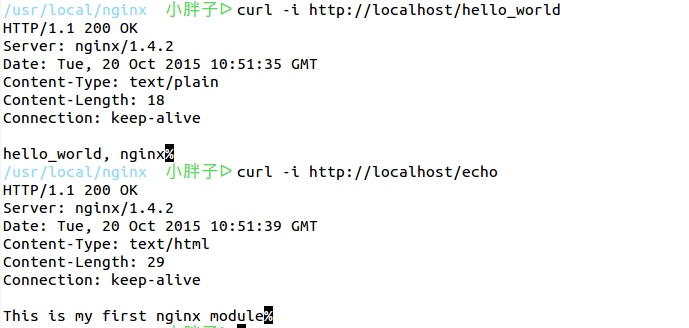 /usr/local/nginx 小胖子ᐅ curl -i http://localhost/hello_world
HTTP/1.1 200 OK
Server: nginx/1.4.2
Date: Tue, 20 Oct 2015 10:51:35 GMT
Content-Type: text/plain
Content-Length: 18
Connection: keep-alive

hello_world, nginx%
/usr/local/nginx 小胖子ᐅ curl -i http://localhost/echo
HTTP/1.1 200 OK
Server: nginx/1.4.2
Date: Tue, 20 Oct 2015 10:51:39 GMT
Content-Type: text/html
Content-Length: 29
Connection: keep-alive

This is my first nginx module%